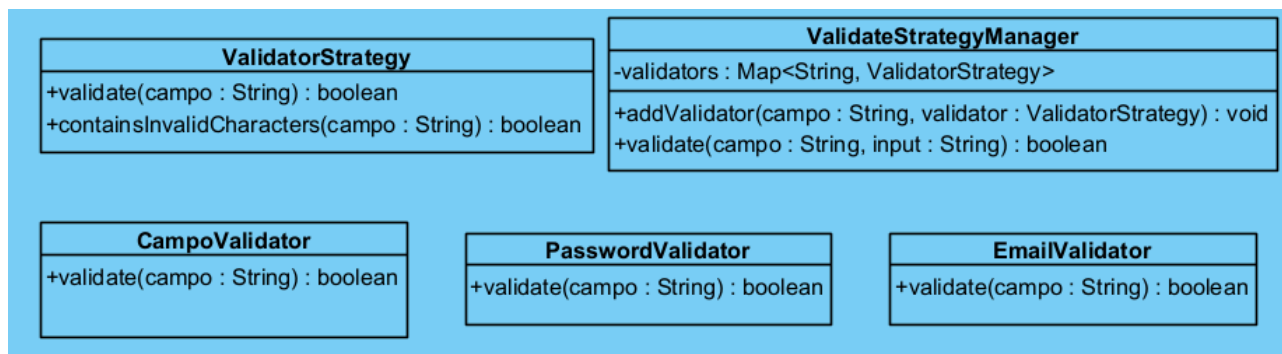 ValidatorStrategy
+validate(campo : String) : boolean
+containsInvalidCharacters(campo : String) : boolean
ValidateStrategyManager
-validators : Map<String, ValidatorStrategy>
+addValidator(campo : String, validator : ValidatorStrategy) : void
+validate(campo : String, input : String) : boolean
CampoValidator
+validate(campo : String) : boolean
PasswordValidator
+validate(campo : String) : boolean
EmailValidator
+validate(campo : String) : boolean